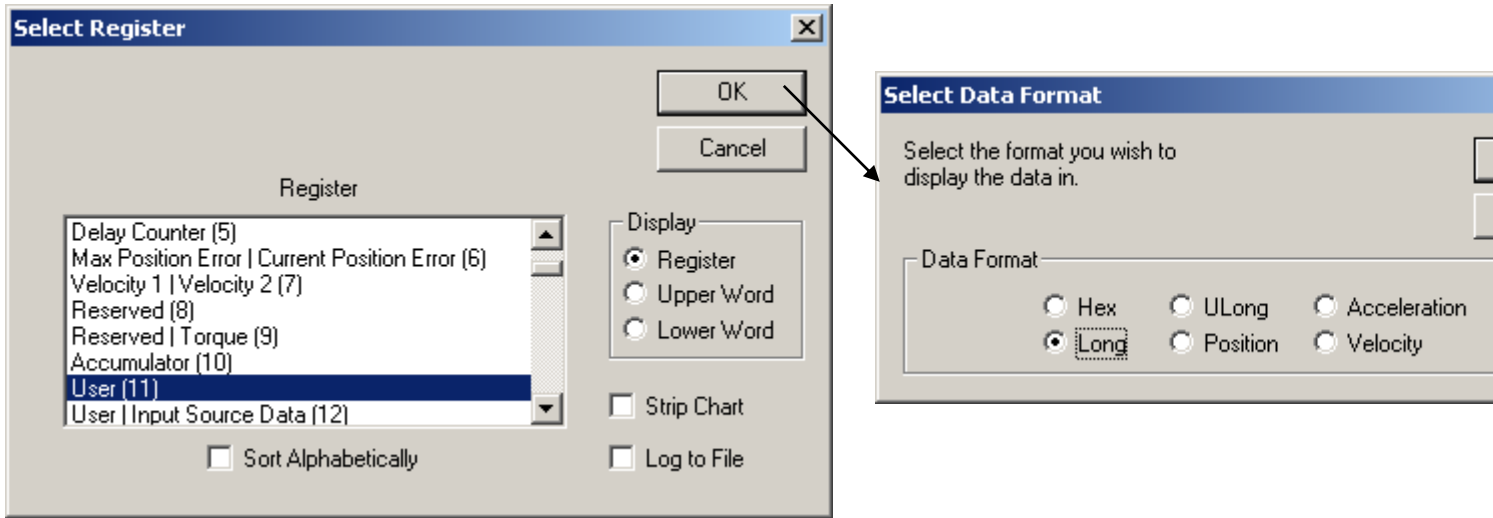 Select Register
OK
Cancel
Register
Delay Counter (5)
Max Position Error | Current Position Error (6)
Velocity 1 | Velocity 2 (7)
Reserved (8)
Reserved | Torque (9)
Accumulator (10)
User (11)
User | Input Source Data (12)
Sort Alphabetically
Display
Register
Upper Word
Lower Word
Strip Chart
Log to File
Select Data Format
Select the format you wish to
display the data in.
Data Format
Hex ULong Acceleration
Long Position Velocity